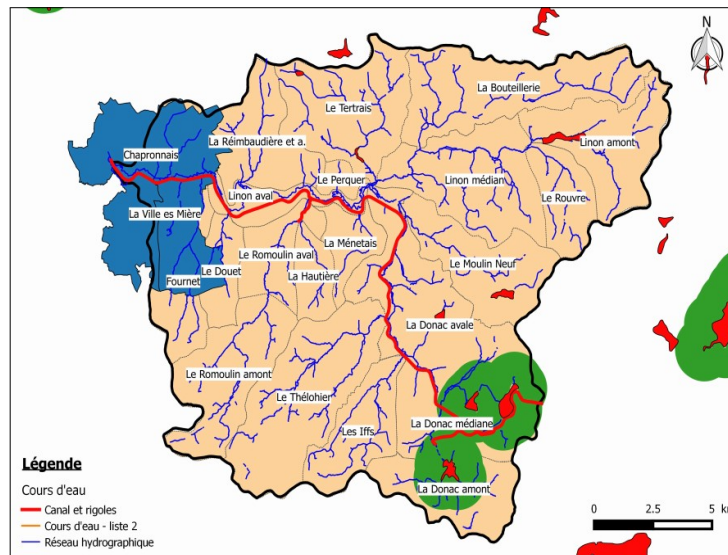 N
La Bouteillerie
Le Tertrais
La Réimbaudière et a.
Linon amont
Chapronnais
Le Perquer
Linon médian
Linon aval
Le Rouvre
La Ville es Mière
La Ménetais
Le Romoulin aval
Le Moulin Neuf
Le Douet
La Hautière
Fournet
La Donac avale
Le Romoulin amont
Le Thélohier
La Donac médiane
Les Iffs
La Donac amont
Légende
Cours d'eau
Canal et rigoles
Cours d'eau - liste 2
Réseau hydrographique
0 2.5 5 k